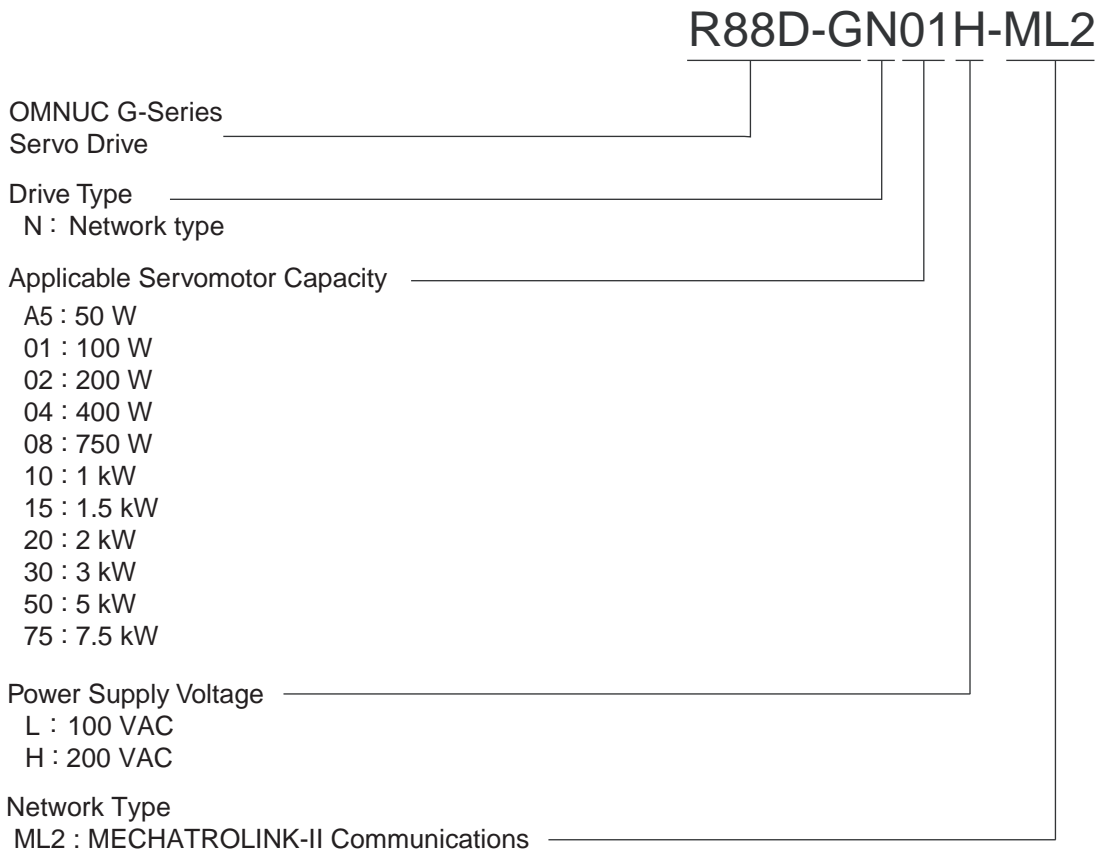 R88D-GN01H-ML2
OMNUC G-Series
Servo Drive
Drive Type
N : Network type
Applicable Servomotor Capacity
A5 : 50 W
01 : 100 W
02 : 200 W
04 : 400 W
08 : 750 W
10 : 1 kW
15 : 1.5 kW
20 : 2 kW
30 : 3 kW
50 : 5 kW
75 : 7.5 kW
Power Supply Voltage
L : 100 VAC
H : 200 VAC
Network Type
ML2 : MECHATROLINK-II Communications